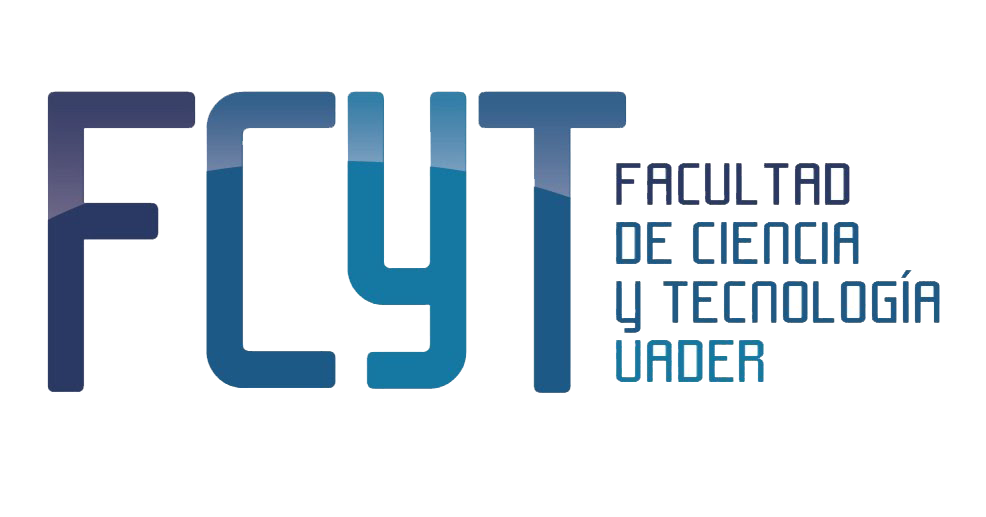 FCyT
FACULTAD
DE CIENCIA
y TECNOLOGÍA
UADER